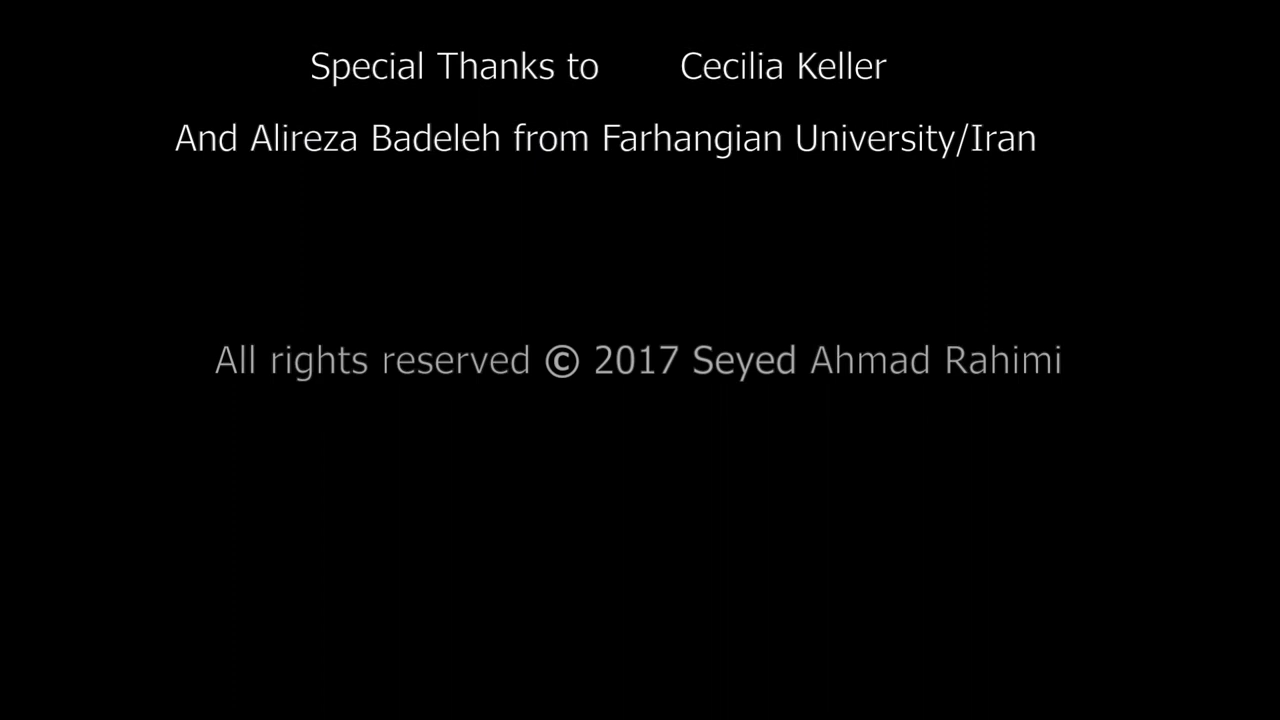 Special Thanks to Cecilia Keller
And Alireza Badeleh from Farhangian University/Iran
All rights reserved © 2017 Seyed Ahmad Rahimi